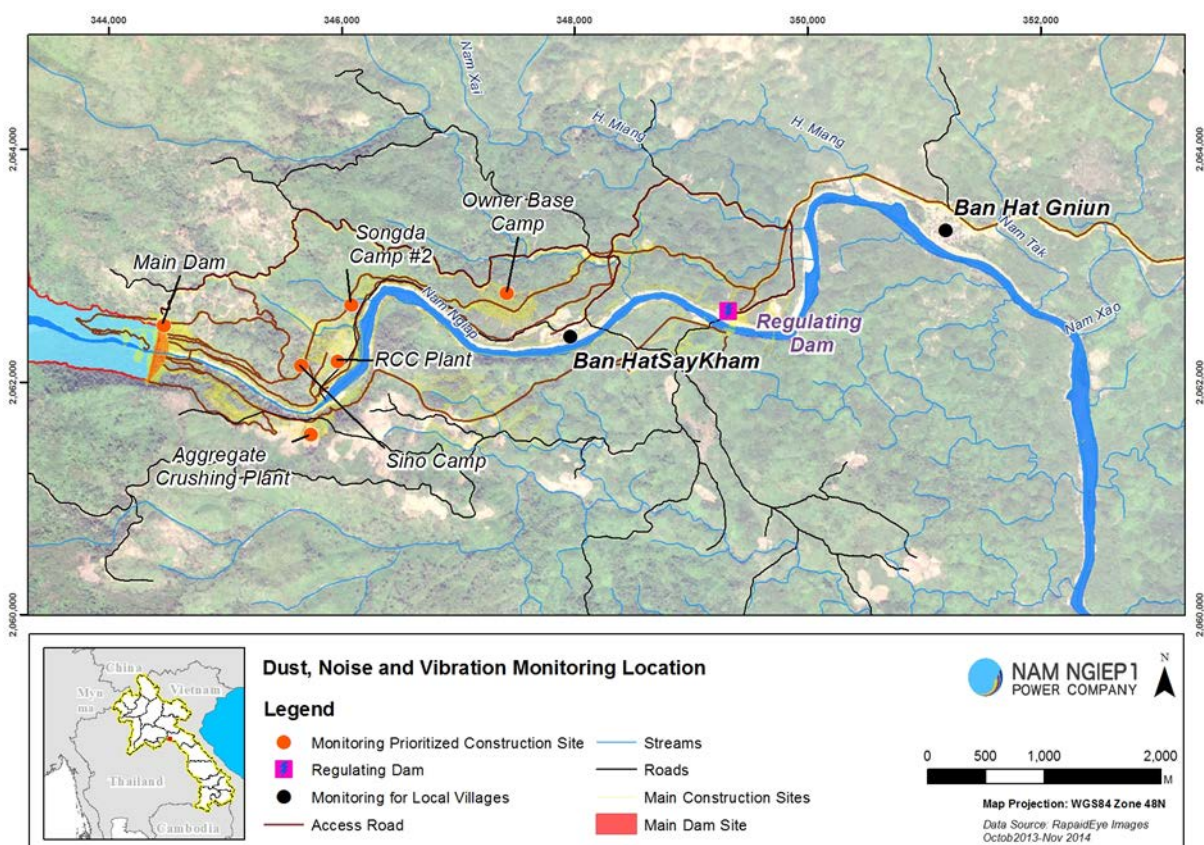 344,000
346,000
348,000
350,000
352,000
2,064,000
2,064,000
2,062,000
2,062,000
2,060,000
2,060,000
Nam Xai
H. Miang
H. Miang
Owner Base
Camp
Songda
Camp #2
Main Dam
Ban Hat Gniun
Nam Tak
Nam Ngiap
Nam Xao
RCC Plant
Ban HatSayKham
Regulating
Dam
Aggregate
Crushing Plant
Sino Camp
China
Myn
ma
Vietnam
Thailand
Cambodia
Dust, Noise and Vibration Monitoring Location
Legend
Monitoring Prioritized Construction Site
Regulating Dam
Monitoring for Local Villages
Access Road
Streams
Roads
Main Construction Sites
Main Dam Site
NAM NGIEP1
POWER COMPANY
N
0 500 1,000 2,000
M
Map Projection: WGS84 Zone 48N
Data Source: RapaidEye Images
Octob2013-Nov 2014